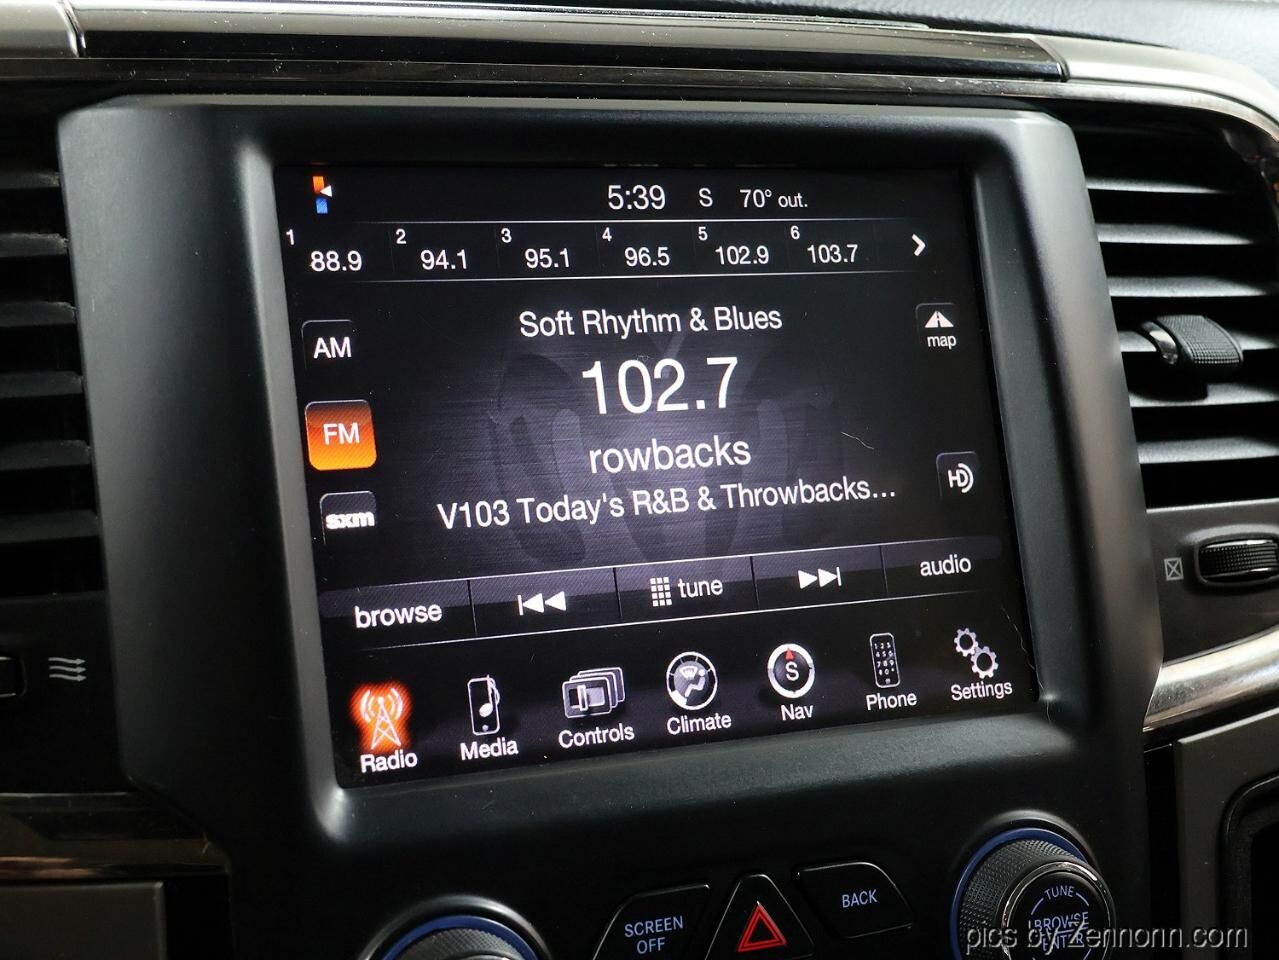 5:39 S 70° out.
1 88.9 2 94.1 3 95.1 4 96.5 5 102.9 6 103.7
Soft Rhythm & Blues
map
AM
102.7
FM
rowbacks
HD
V103 Today's R&B & Throwbacks...
sxm
browse tune audio
Radio Media Controls Climate Nav Phone Settings
S
SCREEN
OFF
BACK
TUNE
BROWSE
ENTER
pics by Zennonn.com